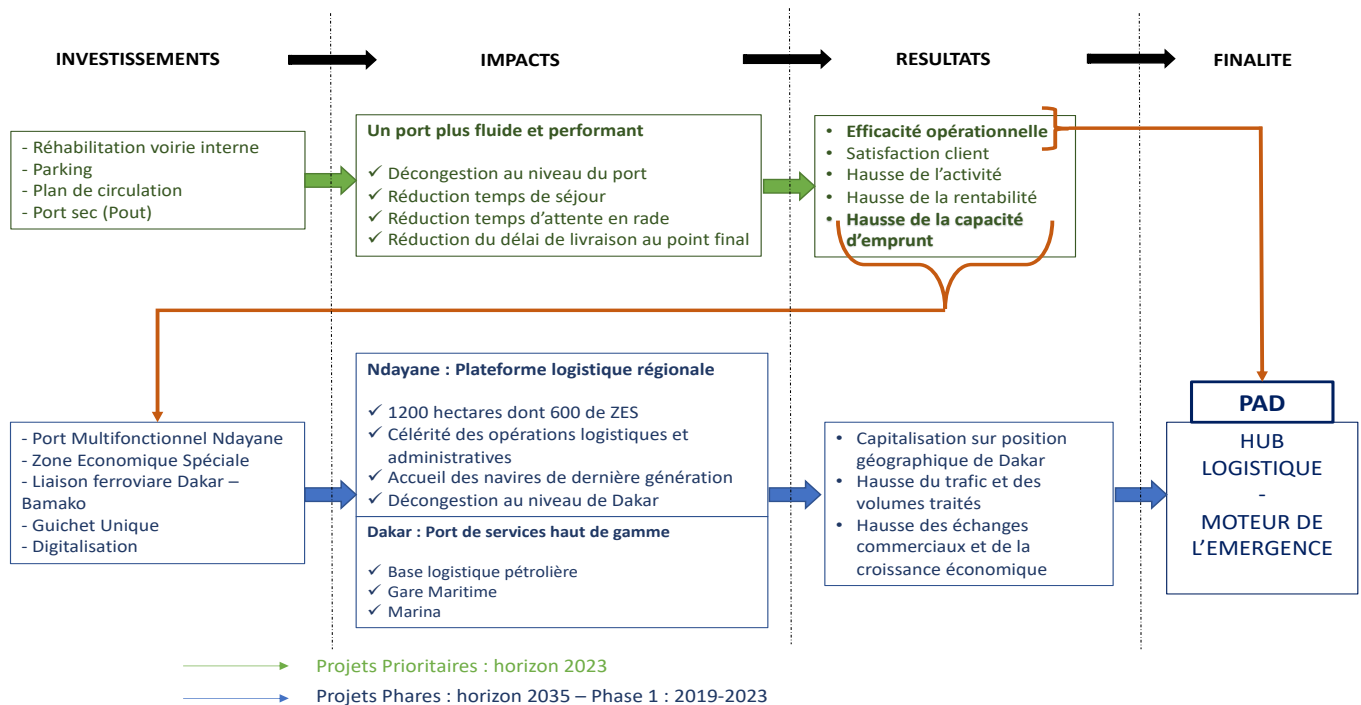 INVESTISSEMENTS
IMPACTS
RESULTATS
FINALITE
- Réhabilitation voirie interne
- Parking
- Plan de circulation
- Port sec (Pout)
Un port plus fluide et performant
✓ Décongestion au niveau du port
✓ Réduction temps de séjour
✓ Réduction temps d'attente en rade
✓ Réduction du délai de livraison au point final
• Efficacité opérationnelle
• Satisfaction client
• Hausse de l'activité
• Hausse de la rentabilité
• Hausse de la capacité
d'emprunt
- Port Multifonctionnel Ndayane
- Zone Economique Spéciale
- Liaison ferroviaire Dakar –
Bamako
- Guichet Unique
- Digitalisation
Ndayane : Plateforme logistique régionale
✓ 1200 hectares dont 600 de ZES
✓ Célérité des opérations logistiques et
administratives
✓ Accueil des navires de dernière génération
✓ Décongestion au niveau de Dakar
Dakar : Port de services haut de gamme
✓ Base logistique pétrolière
✓ Gare Maritime
✓ Marina
• Capitalisation sur position
géographique de Dakar
• Hausse du trafic et des
volumes traités
• Hausse des échanges
commerciaux et de la
croissance économique
PAD
HUB
LOGISTIQUE
-
MOTEUR DE
L'EMERGENCE
Projets Prioritaires : horizon 2023
Projets Phares : horizon 2035 – Phase 1 : 2019-2023